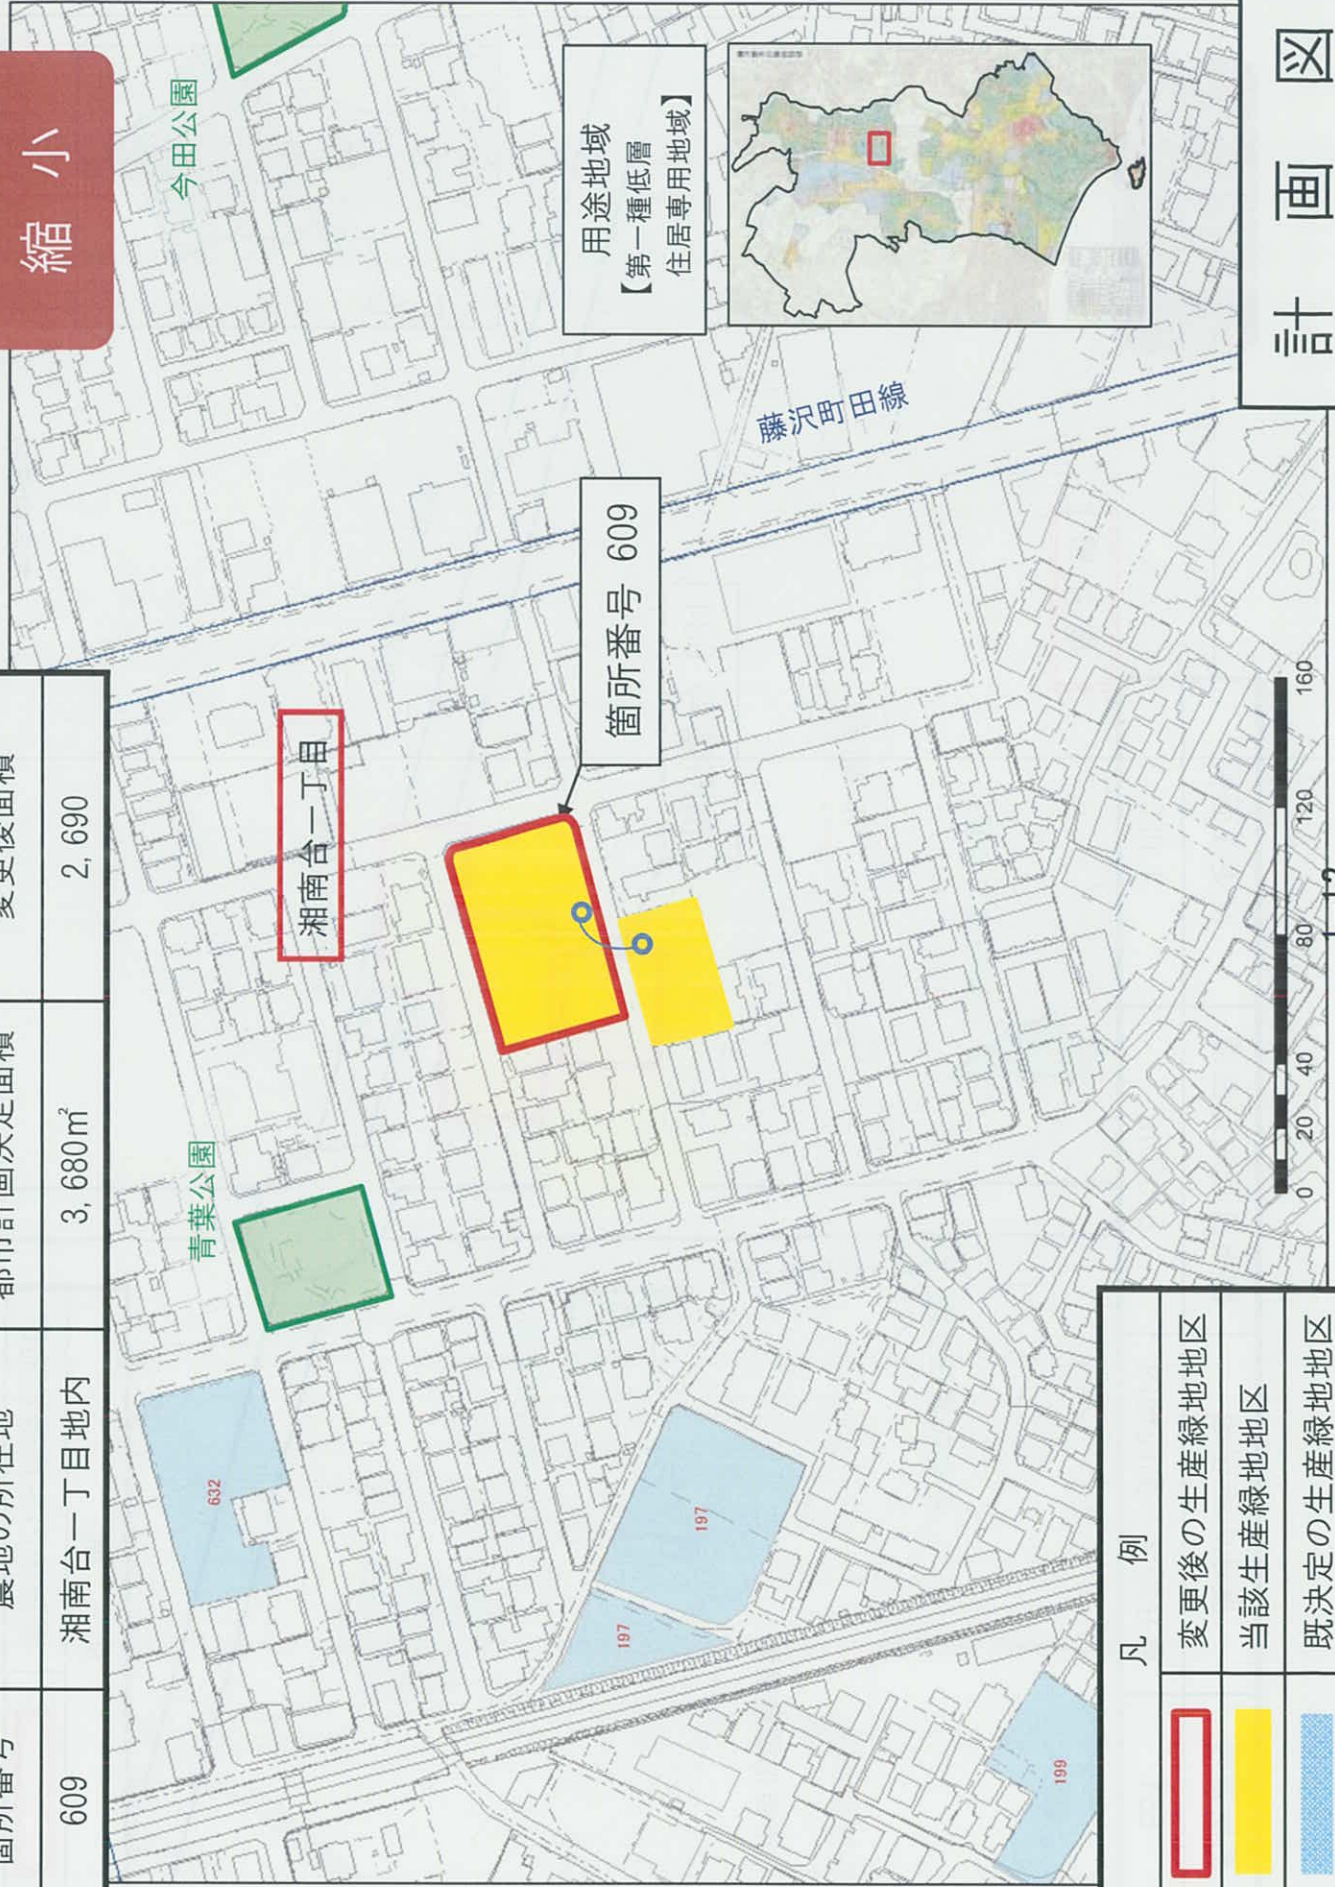 縮 小
箇所番号
農地の所在地
都市計画決定面積
変更後面積
609
湘南台一丁目地内
3,680㎡
2,690
今田公園
青葉公園
湘南台一丁目
箇所番号 609
藤沢町田線
用途地域
【第一種低層
住居専用地域】
632
197
197
199
凡 例
変更後の生産緑地地区
当該生産緑地地区
既決定の生産緑地地区
0 20 40 80 120 160
計 画 図